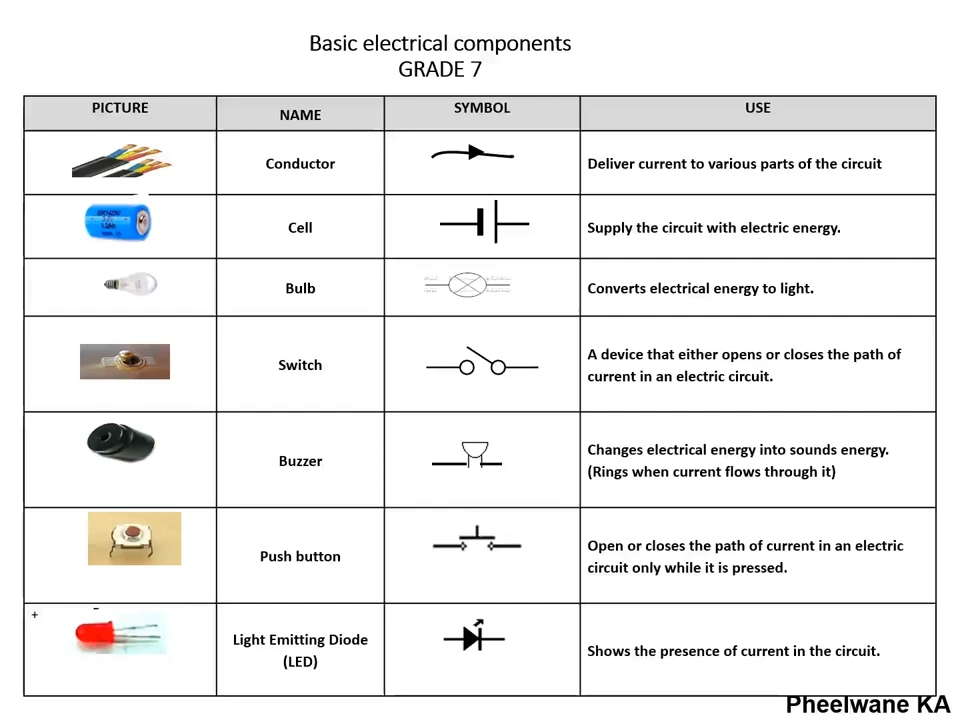 Basic electrical components
GRADE 7
PICTURE
NAME
SYMBOL
USE
Conductor
Deliver current to various parts of the circuit
Cell
Supply the circuit with electric energy.
Bulb
Converts electrical energy to light.
Switch
A device that either opens or closes the path of
current in an electric circuit.
Buzzer
Changes electrical energy into sounds energy.
(Rings when current flows through it)
Push button
Open or closes the path of current in an electric
circuit only while it is pressed.
+ -
Light Emitting Diode
(LED)
Shows the presence of current in the circuit.
Pheelwane KA